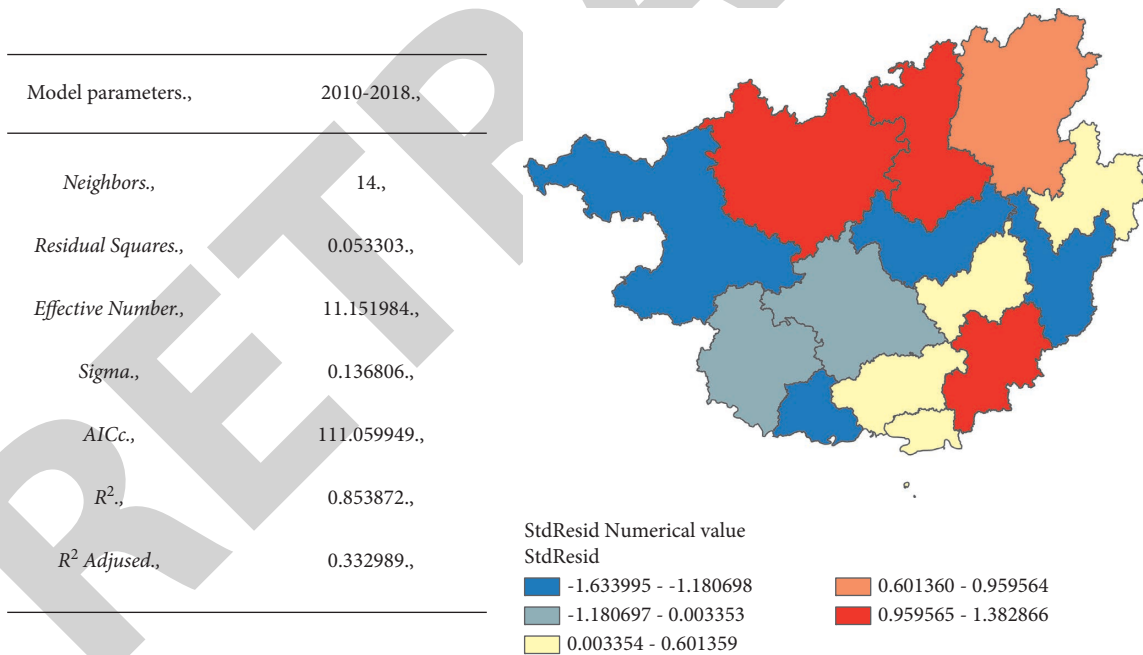 RETR
Model parameters., 2010-2018.,
Neighbors., 14.,
Residual Squares., 0.053303.,
Effective Number., 11.151984.,
Sigma., 0.136806.,
AICc., 111.059949.,
R²., 0.853872.,
R² Adjused., 0.332989.,
StdResid Numerical value
StdResid
-1.633995 - -1.180698
-1.180697 - 0.003353
0.003354 - 0.601359
0.601360 - 0.959564
0.959565 - 1.382866